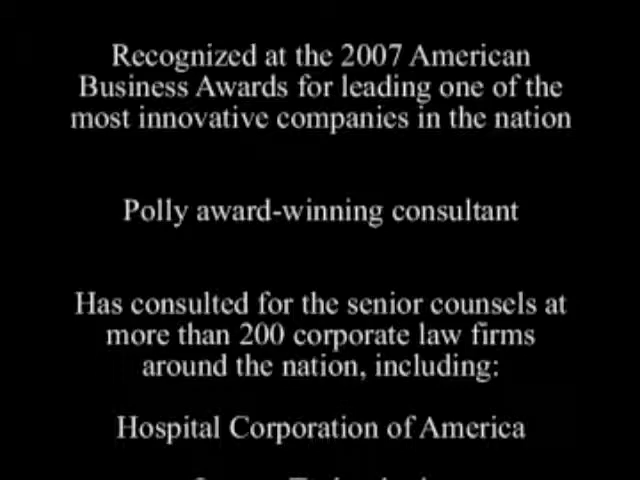 Recognized at the 2007 American
Business Awards for leading one of the
most innovative companies in the nation
Polly award-winning consultant
Has consulted for the senior counsels at
more than 200 corporate law firms
around the nation, including:
Hospital Corporation of America